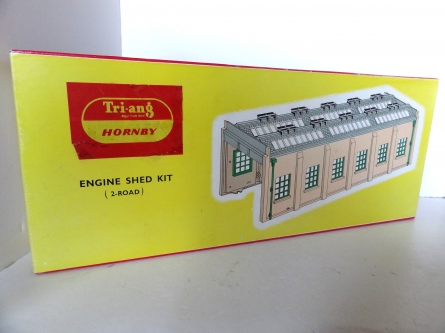 Tri-ang
HORNBY
ENGINE SHED KIT
( 2-ROAD )